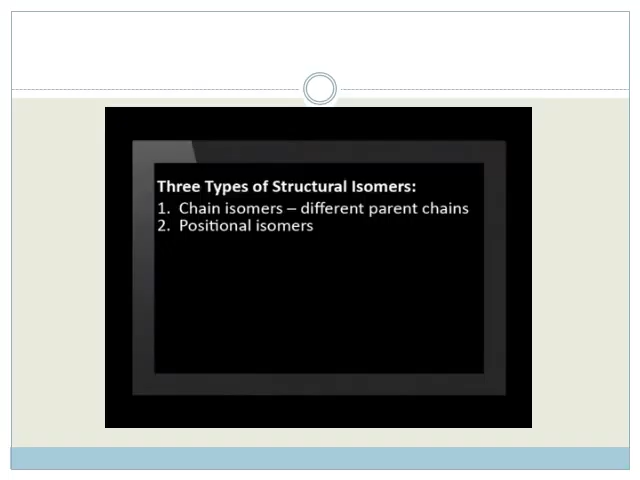 Three Types of Structural Isomers:
1. Chain isomers – different parent chains
2. Positional isomers